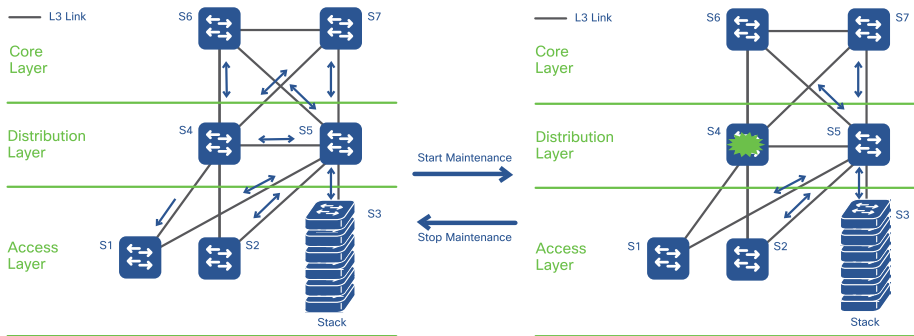 L3 Link
S6
S7
Core
Layer
S4
S5
Distribution
Layer
S1
S2
S3
Access
Layer
Stack
Start Maintenance
Stop Maintenance
L3 Link
S6
S7
Core
Layer
S4
S5
Distribution
Layer
S1
S2
S3
Access
Layer
Stack